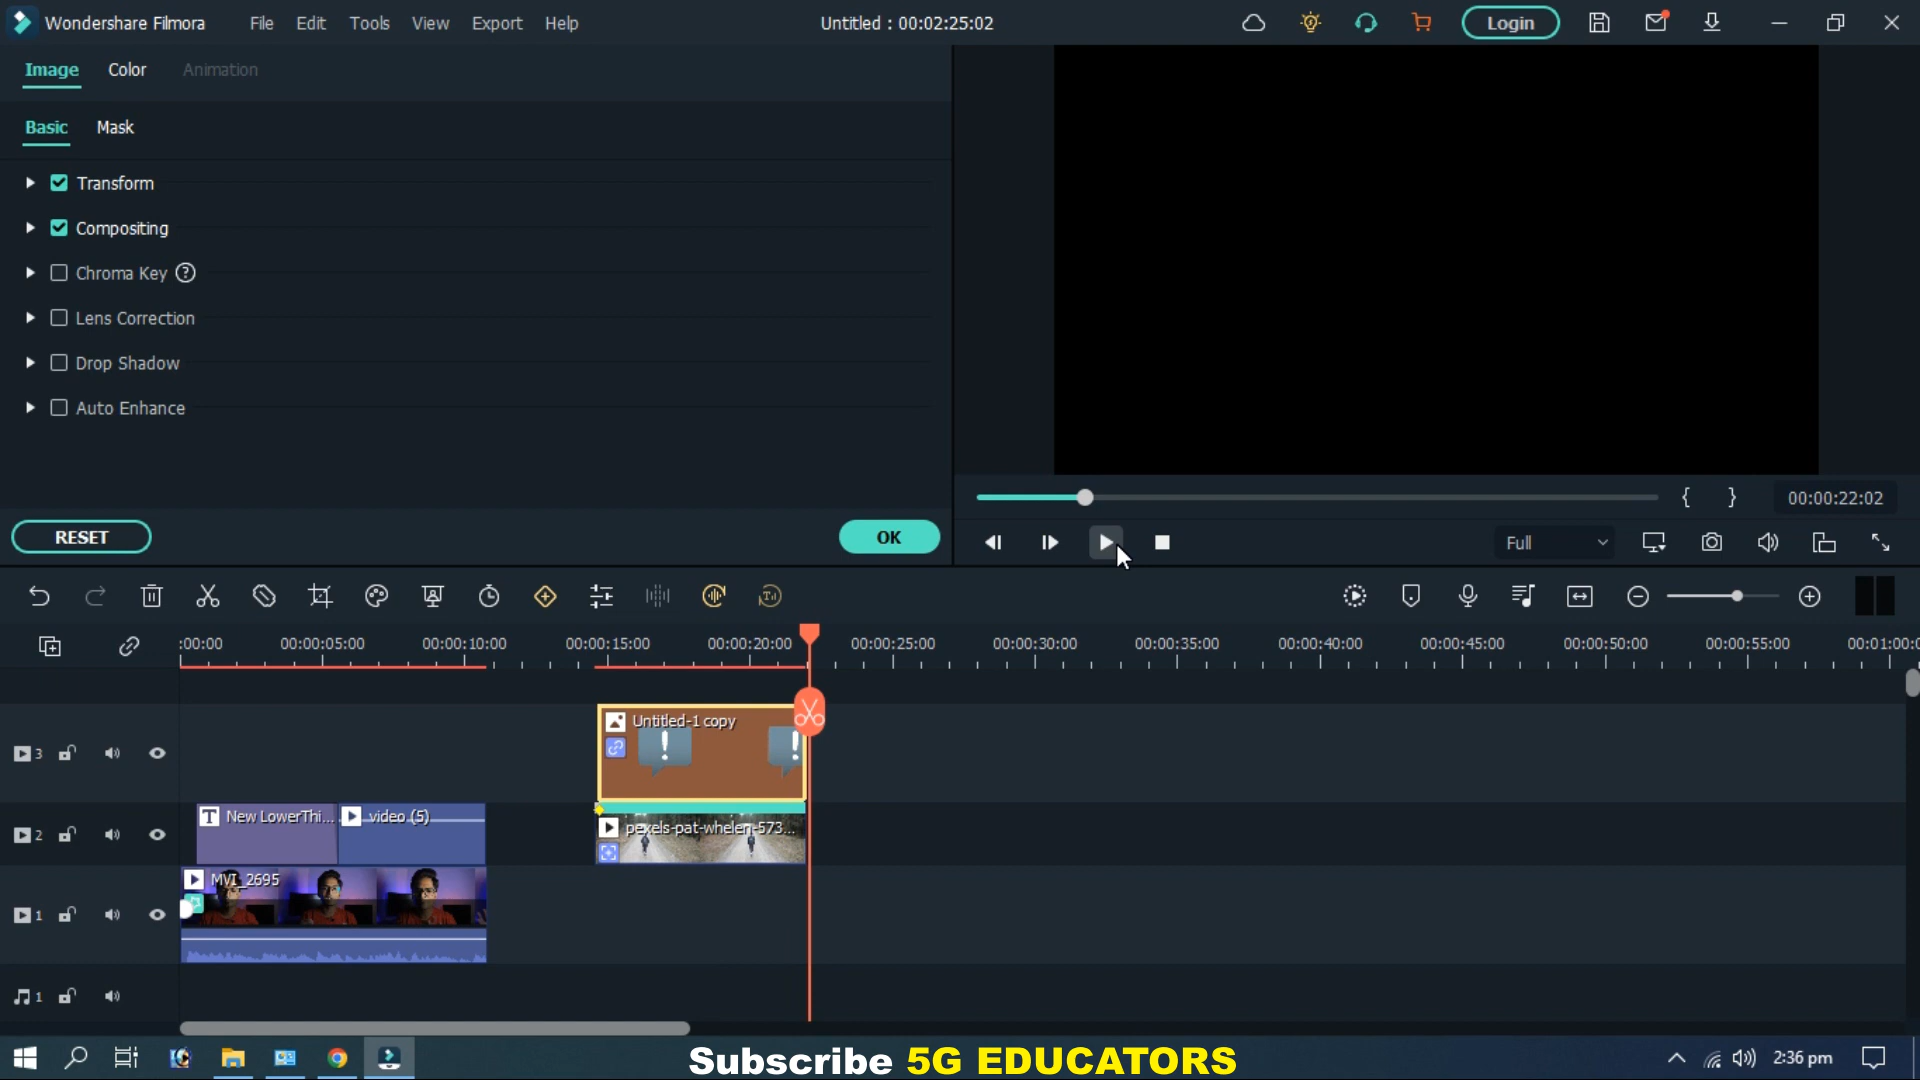 Wondershare Filmora File Edit Tools View Export Help Untitled : 00:02:25:02 Login
Image Color Animation
Basic Mask
Transform
Compositing
Chroma Key ?
Lens Correction
Drop Shadow
Auto Enhance
{ } 00:00:22:02
RESET OK
Full
:00:00 00:00:05:00 00:00:10:00 00:00:15:00 00:00:20:00 00:00:25:00 00:00:30:00 00:00:35:00 00:00:40:00 00:00:45:00 00:00:50:00 00:00:55:00 00:01:00:0
Untitled-1 copy
3
New LowerThi... video (5)
pexels-pat-whelen-573...
2
MVI_2695
1
1
Subscribe 5G EDUCATORS
2:36 pm